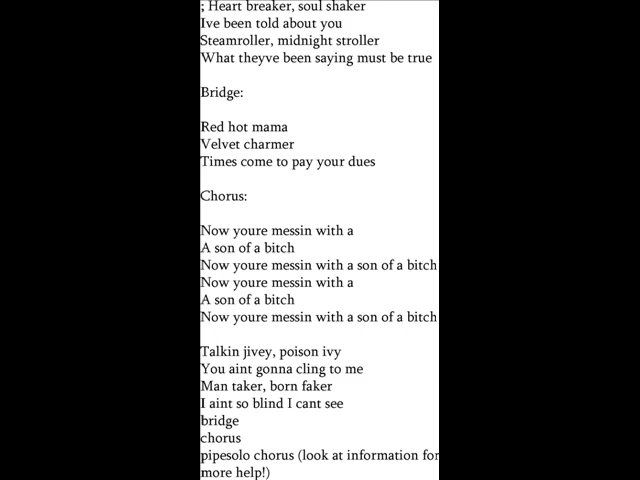 ; Heart breaker, soul shaker
Ive been told about you
Steamroller, midnight stroller
What theyve been saying must be true
Bridge:
Red hot mama
Velvet charmer
Times come to pay your dues
Chorus:
Now youre messin with a
A son of a bitch
Now youre messin with a son of a bitch
Now youre messin with a
A son of a bitch
Now youre messin with a son of a bitch
Talkin jivey, poison ivy
You aint gonna cling to me
Man taker, born faker
I aint so blind I cant see
bridge
chorus
pipesolo chorus (look at information for
more help!)